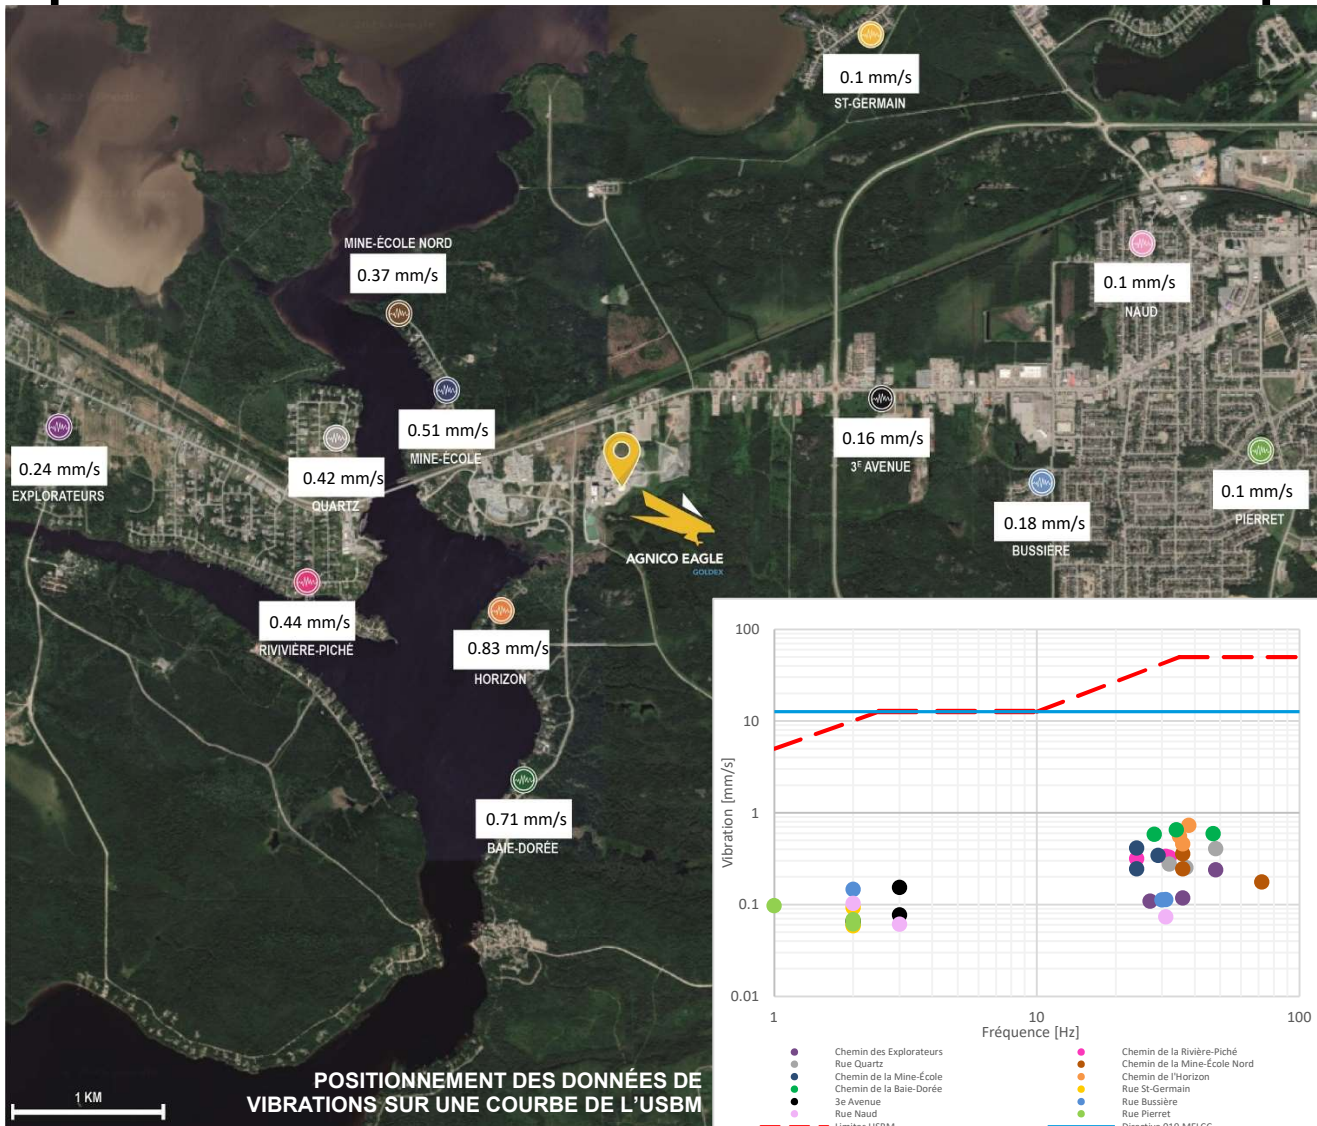 0.1 mm/s
ST-GERMAIN
MINE-ÉCOLE NORD
0.37 mm/s
0.1 mm/s
NAUD
0.51 mm/s
MINE-ÉCOLE
0.24 mm/s
EXPLORATEURS
0.42 mm/s
QUARTZ
0.16 mm/s
3E AVENUE
0.18 mm/s
BUSSIÈRE
0.1 mm/s
PIERRET
AGNICO EAGLE
GOLDEX
0.44 mm/s
RIVIVIÈRE-PICHÉ
0.83 mm/s
HORIZON
0.71 mm/s
BAIE-DORÉE
1 KM
POSITIONNEMENT DES DONNÉES DE
VIBRATIONS SUR UNE COURBE DE L'USBM
Vibration [mm/s]
100
10
1
0.1
0.01
1 10 100
Fréquence [Hz]
Chemin des Explorateurs
Chemin de la Rivière-Piché
Rue Quartz
Chemin de la Mine-École Nord
Chemin de la Mine-École
Chemin de l'Horizon
Chemin de la Baie-Dorée
Rue St-Germain
3e Avenue
Rue Bussière
Rue Naud
Rue Pierret
Limites USBM
Directive 019 MELCC